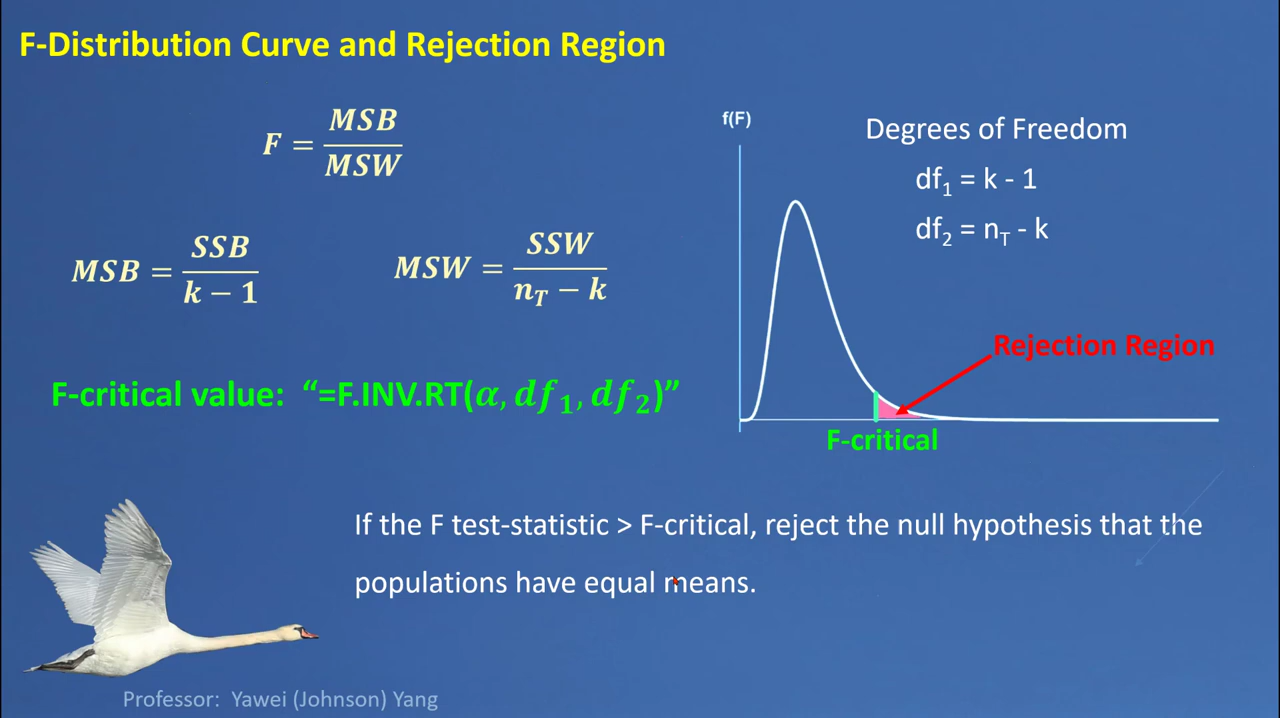 F-Distribution Curve and Rejection Region
F = MSB / MSW
MSB = SSB / k − 1
MSW = SSW / n_T − k
F-critical value: “=F.INV.RT(α, df₁, df₂)”
f(F)
Degrees of Freedom
df₁ = k - 1
df₂ = n_T - k
Rejection Region
F-critical
If the F test-statistic > F-critical, reject the null hypothesis that the
populations have equal means.
Professor: Yawei (Johnson) Yang